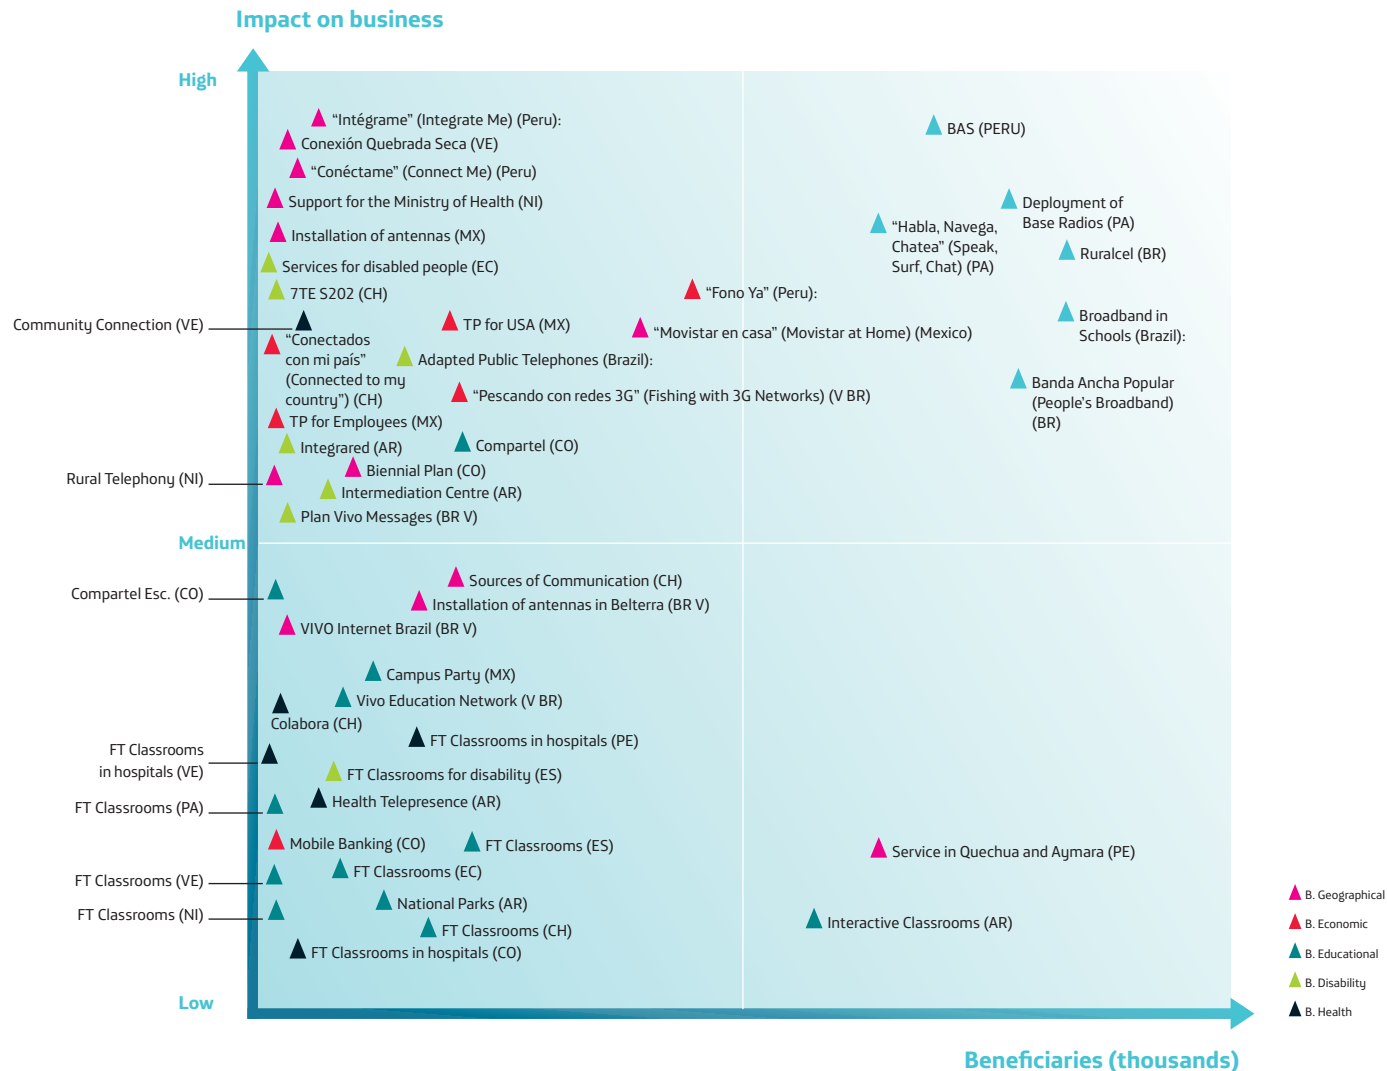 Impact on business
High
“Intégrame” (Integrate Me) (Peru):
BAS (PERU)
Conexión Quebrada Seca (VE)
“Conéctame” (Connect Me) (Peru)
Support for the Ministry of Health (NI)
Deployment of
Base Radios (PA)
“Habla, Navega,
Chatea” (Speak,
Surf, Chat) (PA)
Installation of antennas (MX)
Ruralcel (BR)
Services for disabled people (EC)
7TE S202 (CH)
“Fono Ya” (Peru):
Community Connection (VE)
TP for USA (MX)
“Movistar en casa” (Movistar at Home) (Mexico)
Broadband in
Schools (Brazil):
“Conectados
con mi país”
(Connected to my
country”) (CH)
Adapted Public Telephones (Brazil):
Banda Ancha Popular
(People’s Broadband)
(BR)
“Pescando con redes 3G” (Fishing with 3G Networks) (V BR)
TP for Employees (MX)
Integrared (AR)
Compartel (CO)
Biennial Plan (CO)
Rural Telephony (NI)
Intermediation Centre (AR)
Plan Vivo Messages (BR V)
Medium
Sources of Communication (CH)
Compartel Esc. (CO)
Installation of antennas in Belterra (BR V)
VIVO Internet Brazil (BR V)
Campus Party (MX)
Vivo Education Network (V BR)
Colabora (CH)
FT Classrooms in hospitals (PE)
FT Classrooms
in hospitals (VE)
FT Classrooms for disability (ES)
Health Telepresence (AR)
FT Classrooms (PA)
Mobile Banking (CO)
FT Classrooms (ES)
Service in Quechua and Aymara (PE)
FT Classrooms (EC)
FT Classrooms (VE)
National Parks (AR)
FT Classrooms (NI)
Interactive Classrooms (AR)
FT Classrooms (CH)
FT Classrooms in hospitals (CO)
B. Geographical
B. Economic
B. Educational
B. Disability
B. Health
Low
Beneficiaries (thousands)